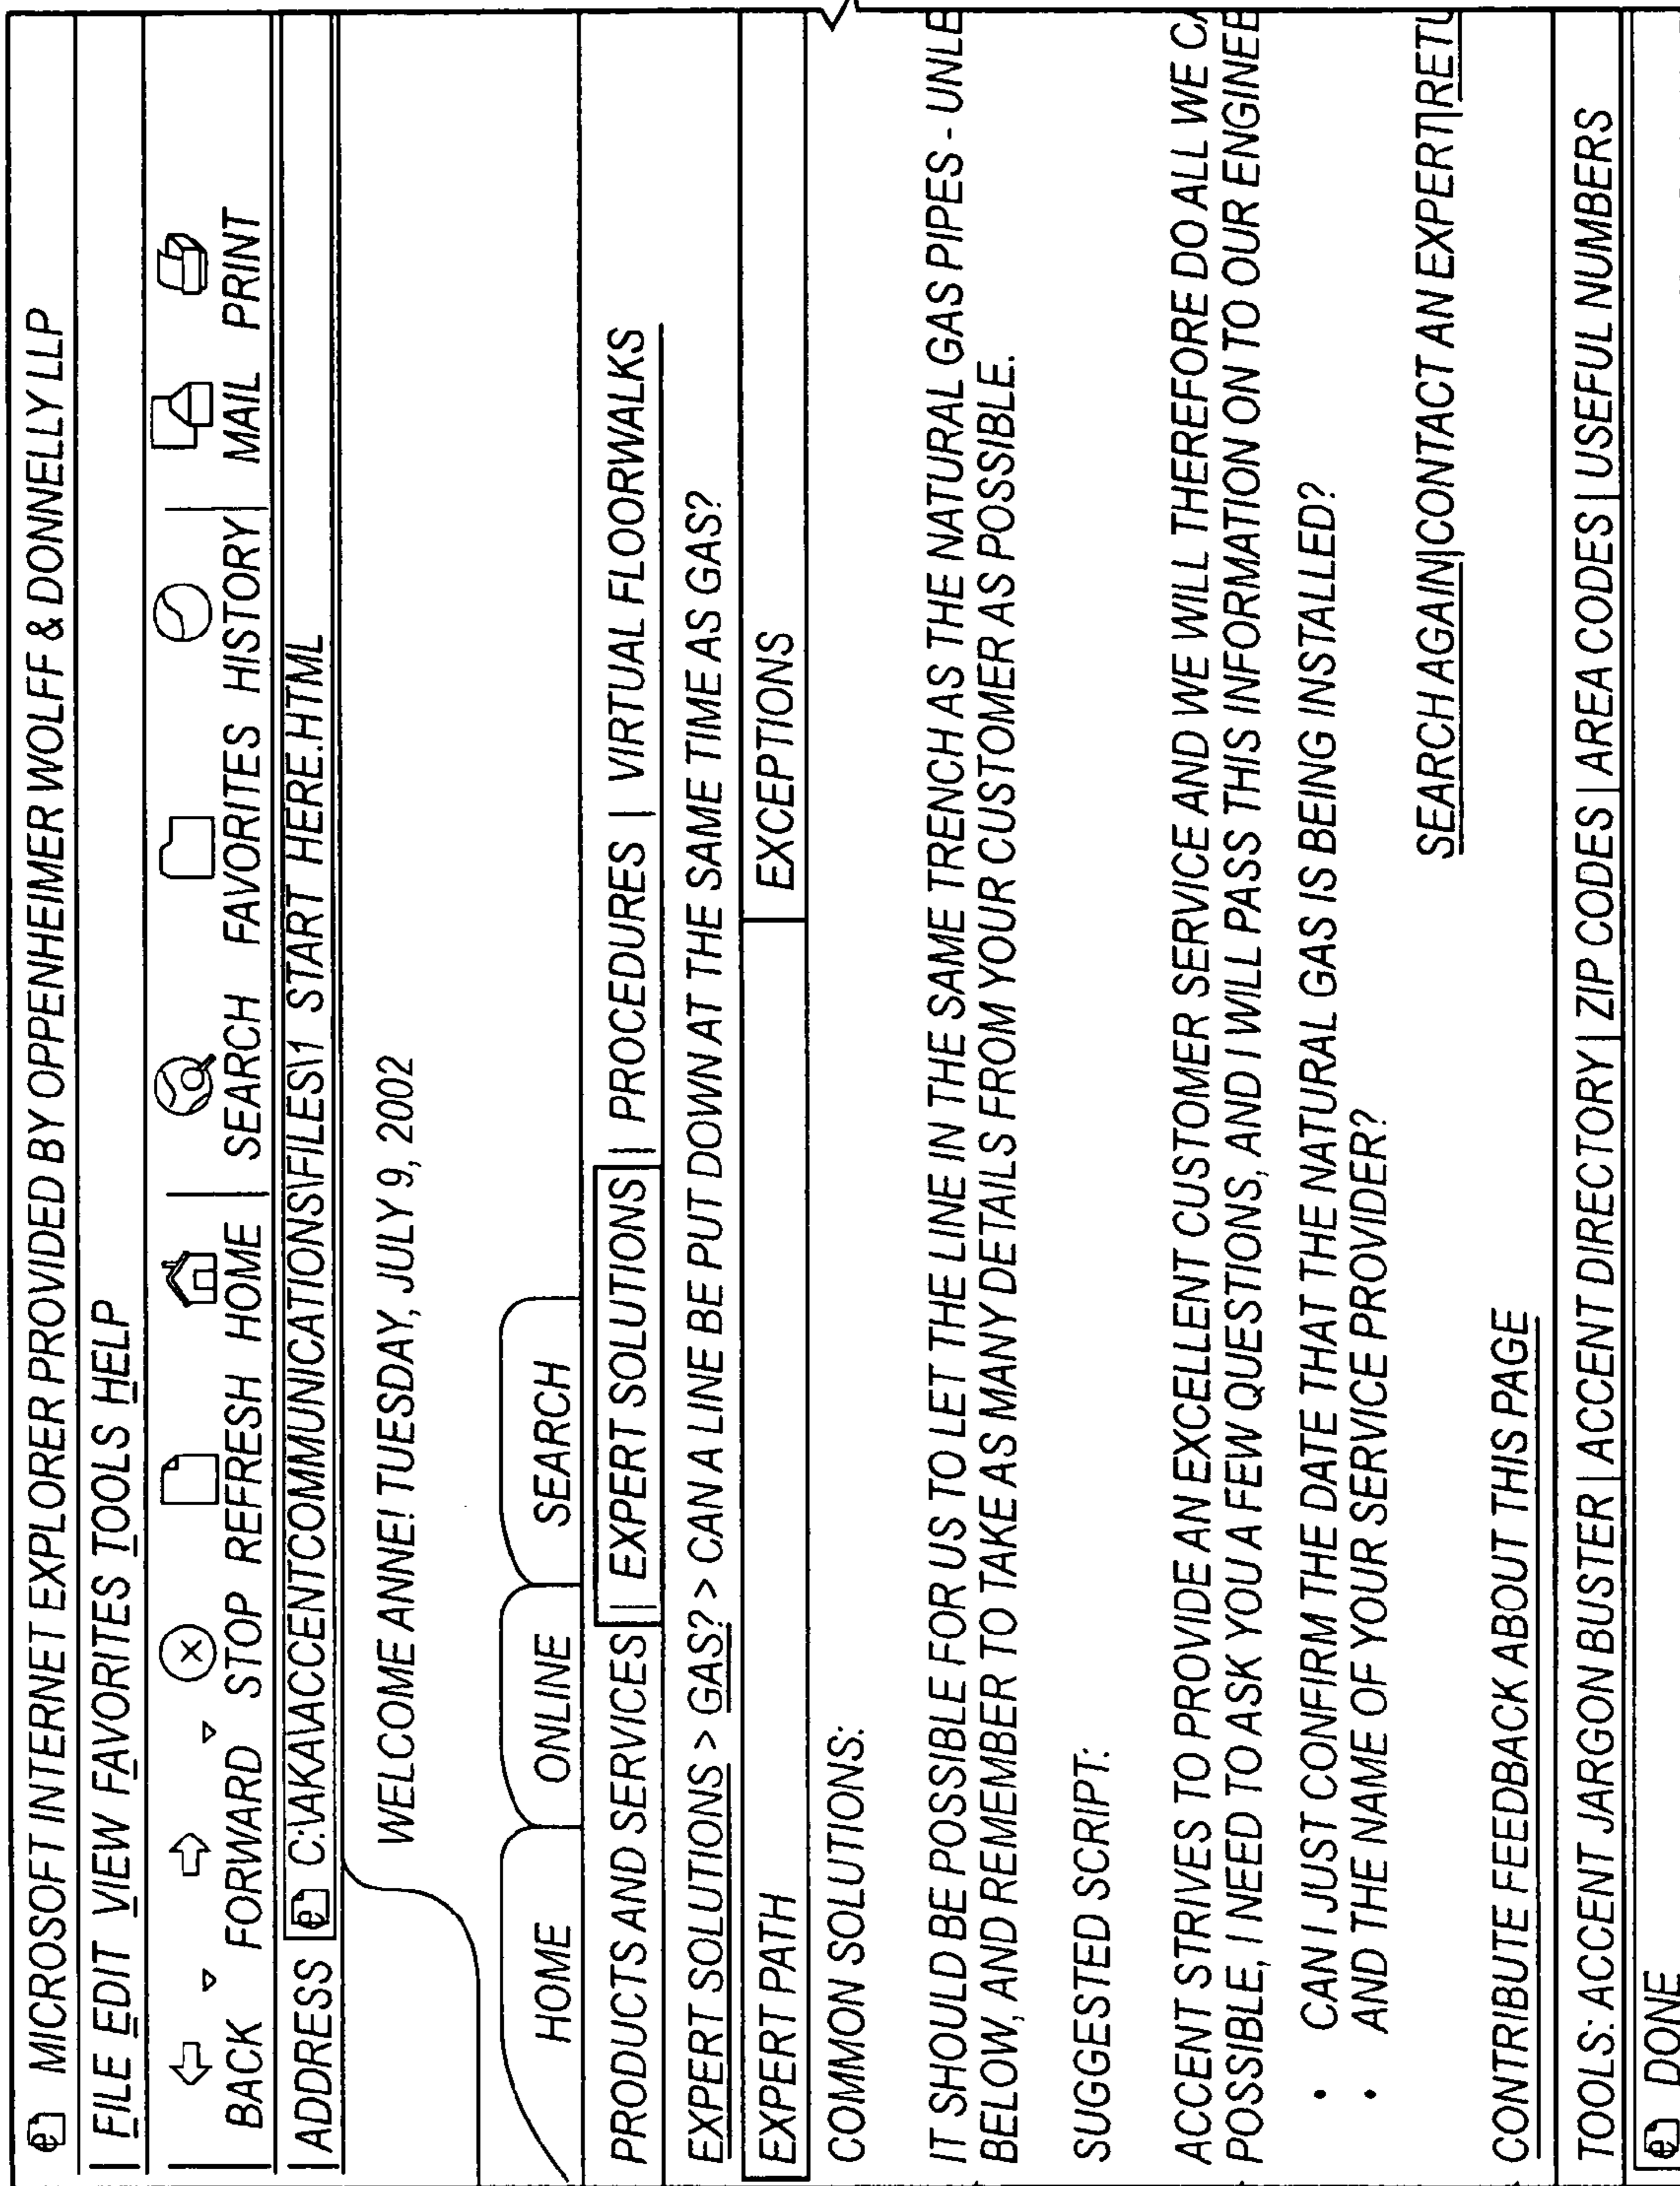 MICROSOFT INTERNET EXPLORER PROVIDED BY OPPENHEIMER WOLFF & DONNELLY LLP
FILE EDIT VIEW FAVORITES TOOLS HELP
BACK FORWARD STOP REFRESH HOME | SEARCH FAVORITES HISTORY | MAIL PRINT
ADDRESS C:\AKA\ACCENTCOMMUNICATIONS\FILES\1 START HERE.HTML
WELCOME ANNE! TUESDAY, JULY 9, 2002
HOME ONLINE SEARCH
PRODUCTS AND SERVICES | EXPERT SOLUTIONS | PROCEDURES | VIRTUAL FLOORWALKS
EXPERT SOLUTIONS > GAS? > CAN A LINE BE PUT DOWN AT THE SAME TIME AS GAS?
EXPERT PATH EXCEPTIONS
COMMON SOLUTIONS:
IT SHOULD BE POSSIBLE FOR US TO LET THE LINE IN THE SAME TRENCH AS THE NATURAL GAS PIPES - UNLE
BELOW, AND REMEMBER TO TAKE AS MANY DETAILS FROM YOUR CUSTOMER AS POSSIBLE.
SUGGESTED SCRIPT:
ACCENT STRIVES TO PROVIDE AN EXCELLENT CUSTOMER SERVICE AND WE WILL THEREFORE DO ALL WE CA
POSSIBLE, I NEED TO ASK YOU A FEW QUESTIONS, AND I WILL PASS THIS INFORMATION ON TO OUR ENGINEE
• CAN I JUST CONFIRM THE DATE THAT THE NATURAL GAS IS BEING INSTALLED?
• AND THE NAME OF YOUR SERVICE PROVIDER?
SEARCH AGAIN|CONTACT AN EXPERT|RETU
CONTRIBUTE FEEDBACK ABOUT THIS PAGE
TOOLS: ACCENT JARGON BUSTER | ACCENT DIRECTORY | ZIP CODES | AREA CODES | USEFUL NUMBERS
DONE